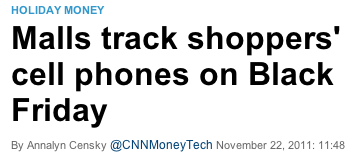 HOLIDAY MONEY
Malls track shoppers'
cell phones on Black
Friday
By Annalyn Censky @CNNMoneyTech November 22, 2011: 11:48